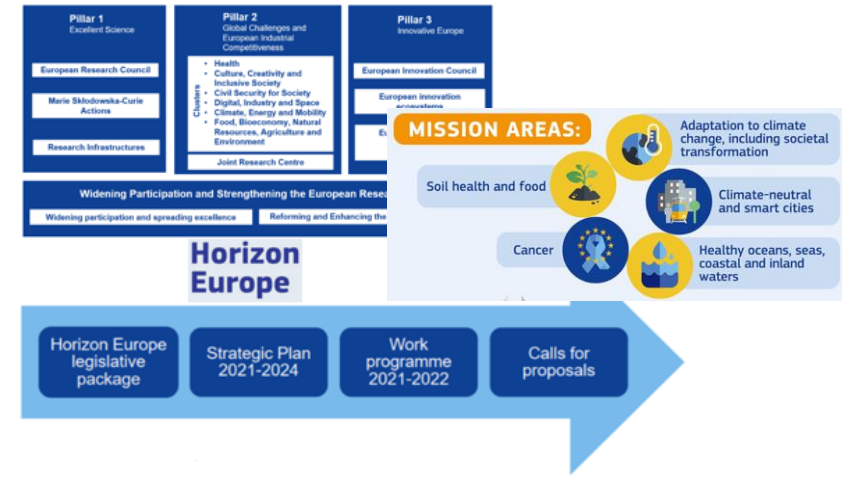 Pillar 1
Excellent Science
European Research Council
Marie Skłodowska-Curie
Actions
Research Infrastructures
Pillar 2
Global Challenges and
European Industrial
Competitiveness
Clusters
• Health
• Culture, Creativity and
Inclusive Society
• Civil Security for Society
• Digital, Industry and Space
• Climate, Energy and Mobility
• Food, Bioeconomy, Natural
Resources, Agriculture and
Environment
Joint Research Centre
Pillar 3
Innovative Europe
European Innovation Council
European innovation
ecosystems
Widening Participation and Strengthening the European
Widening participation and spreading excellence
Reforming and Enhancing the
MISSION AREAS:
Adaptation to climate
change, including societal
transformation
Soil health and food
Climate-neutral
and smart cities
Cancer
Healthy oceans, seas,
coastal and inland
waters
Horizon
Europe
Horizon Europe
legislative
package
Strategic Plan
2021-2024
Work
programme
2021-2022
Calls for
proposals